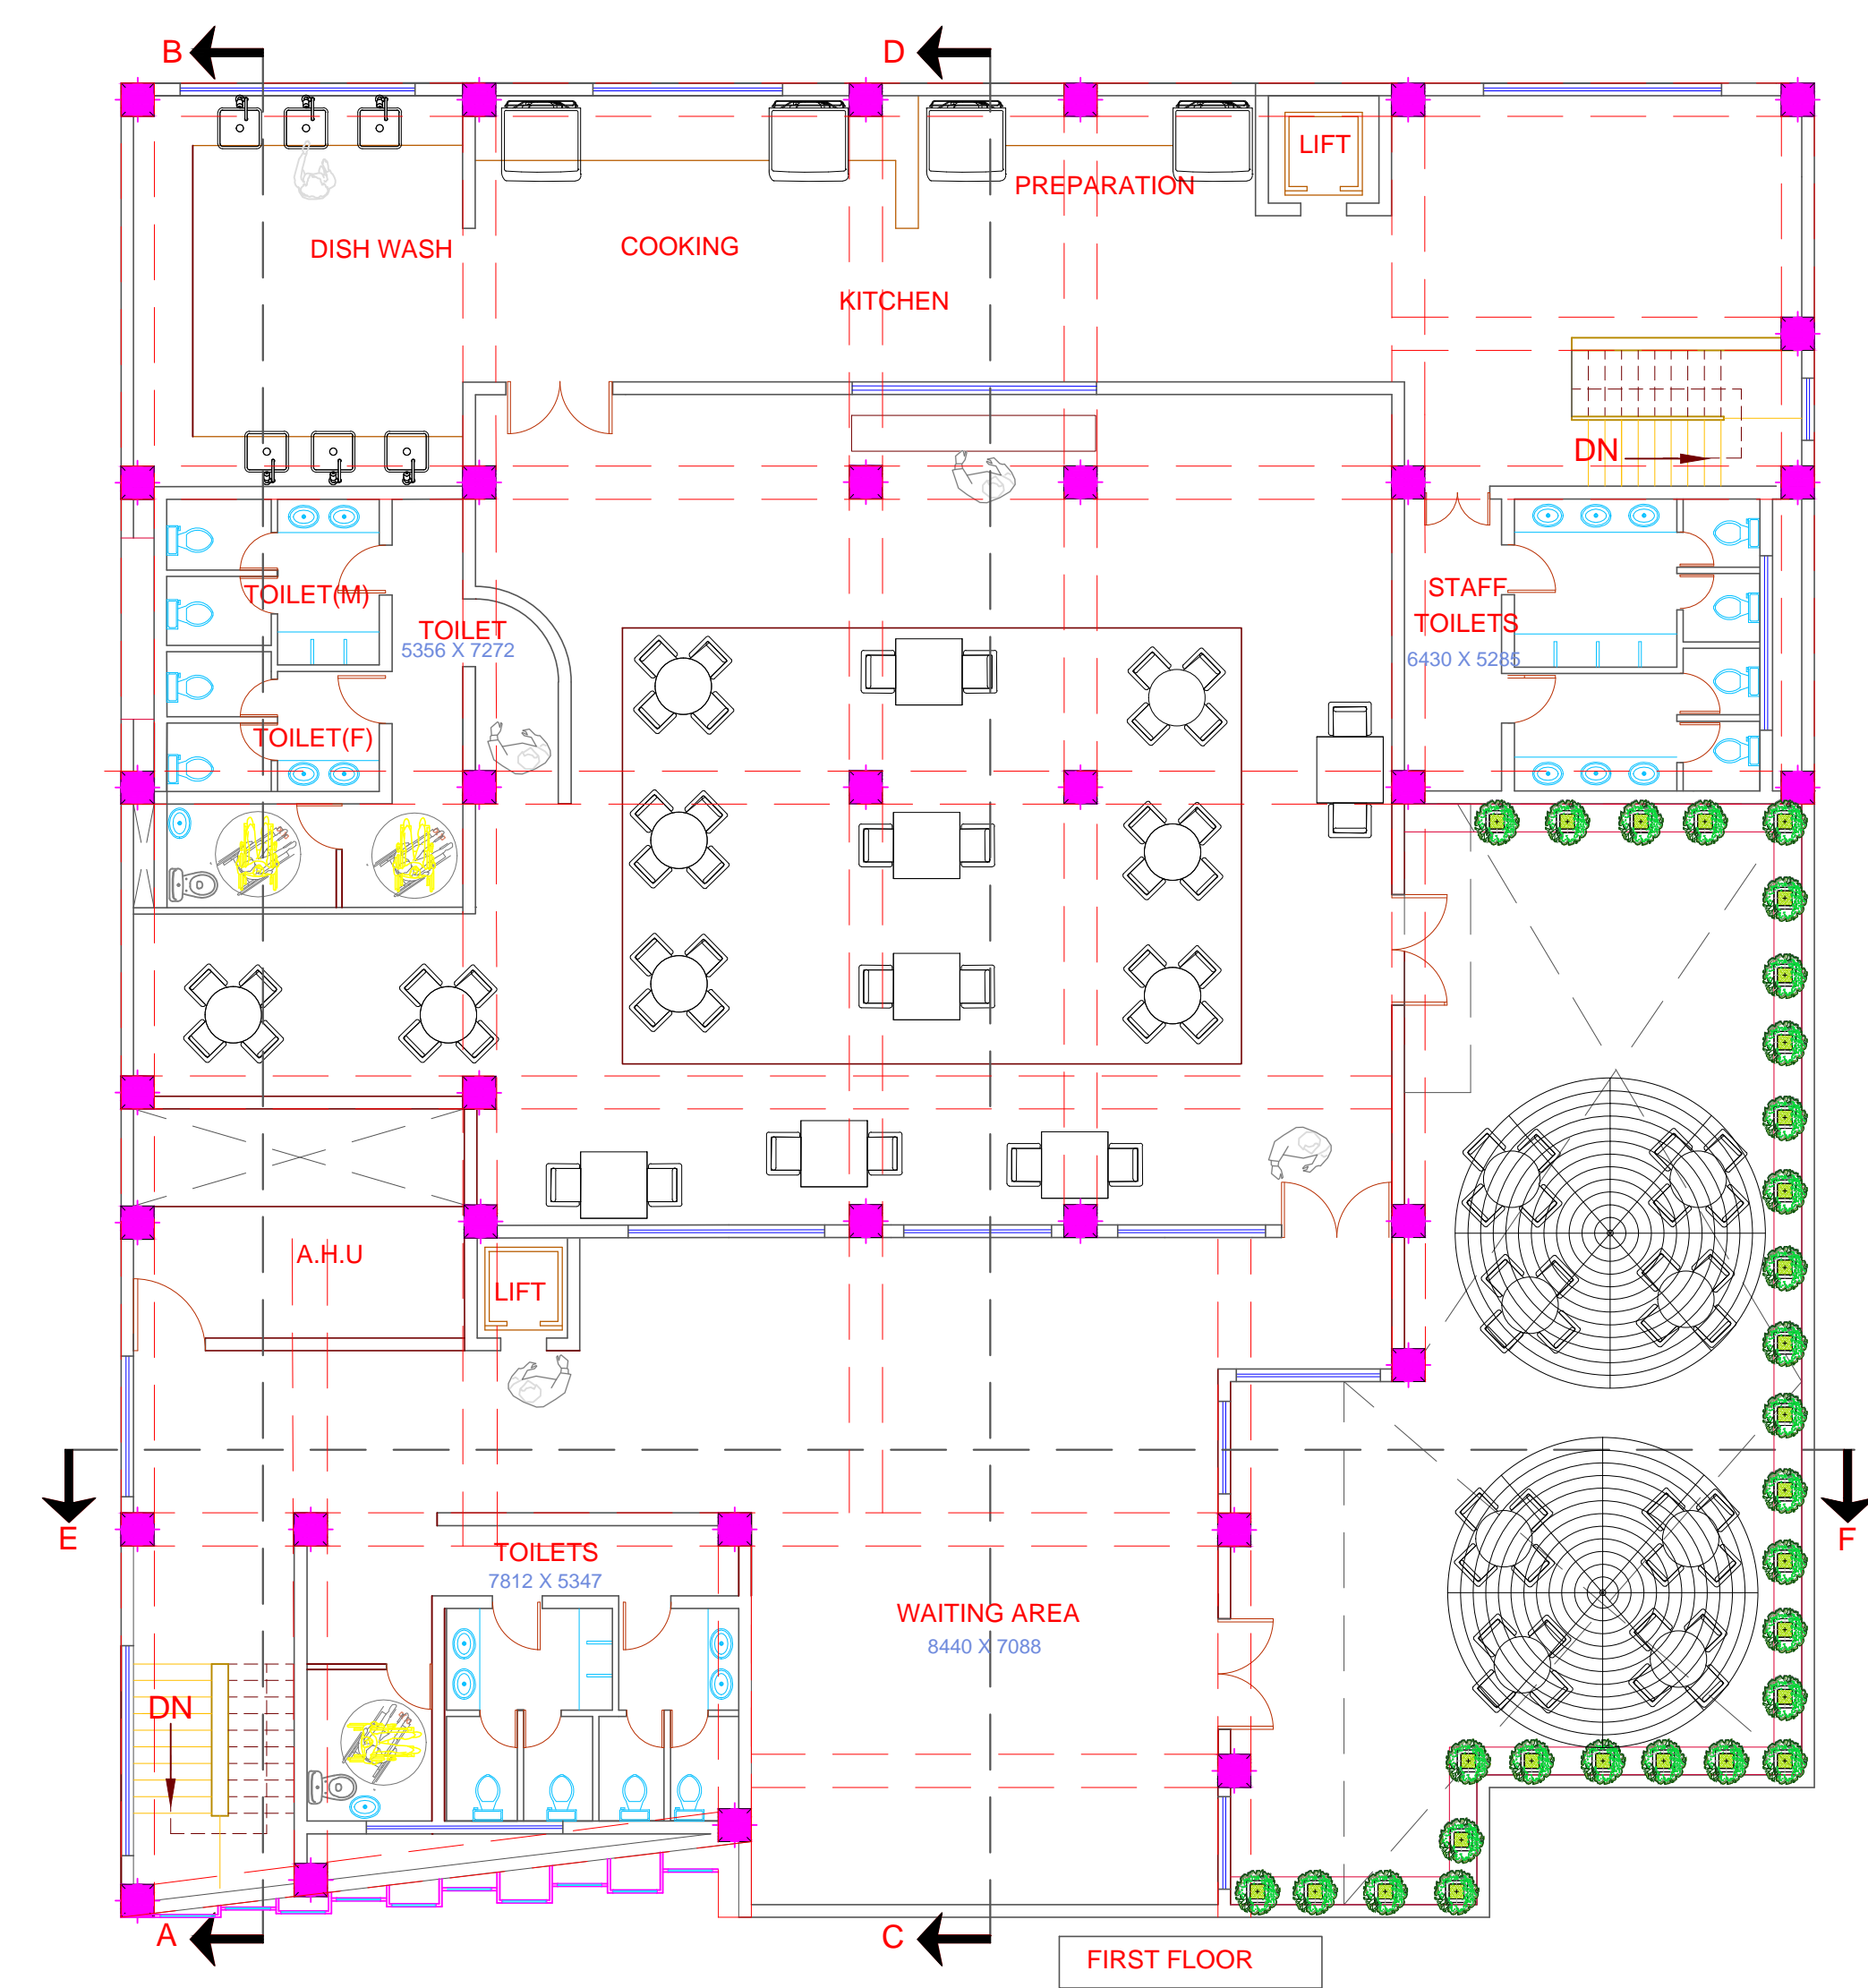 B
D
LIFT
PREPARATION
DISH WASH
COOKING
KITCHEN
DN
TOILET(M)
TOILET
5356 X 7272
STAFF
TOILETS
6430 X 5285
TOILET(F)
A.H.U
LIFT
E
F
TOILETS
7812 X 5347
WAITING AREA
8440 X 7088
DN
A
C
FIRST FLOOR